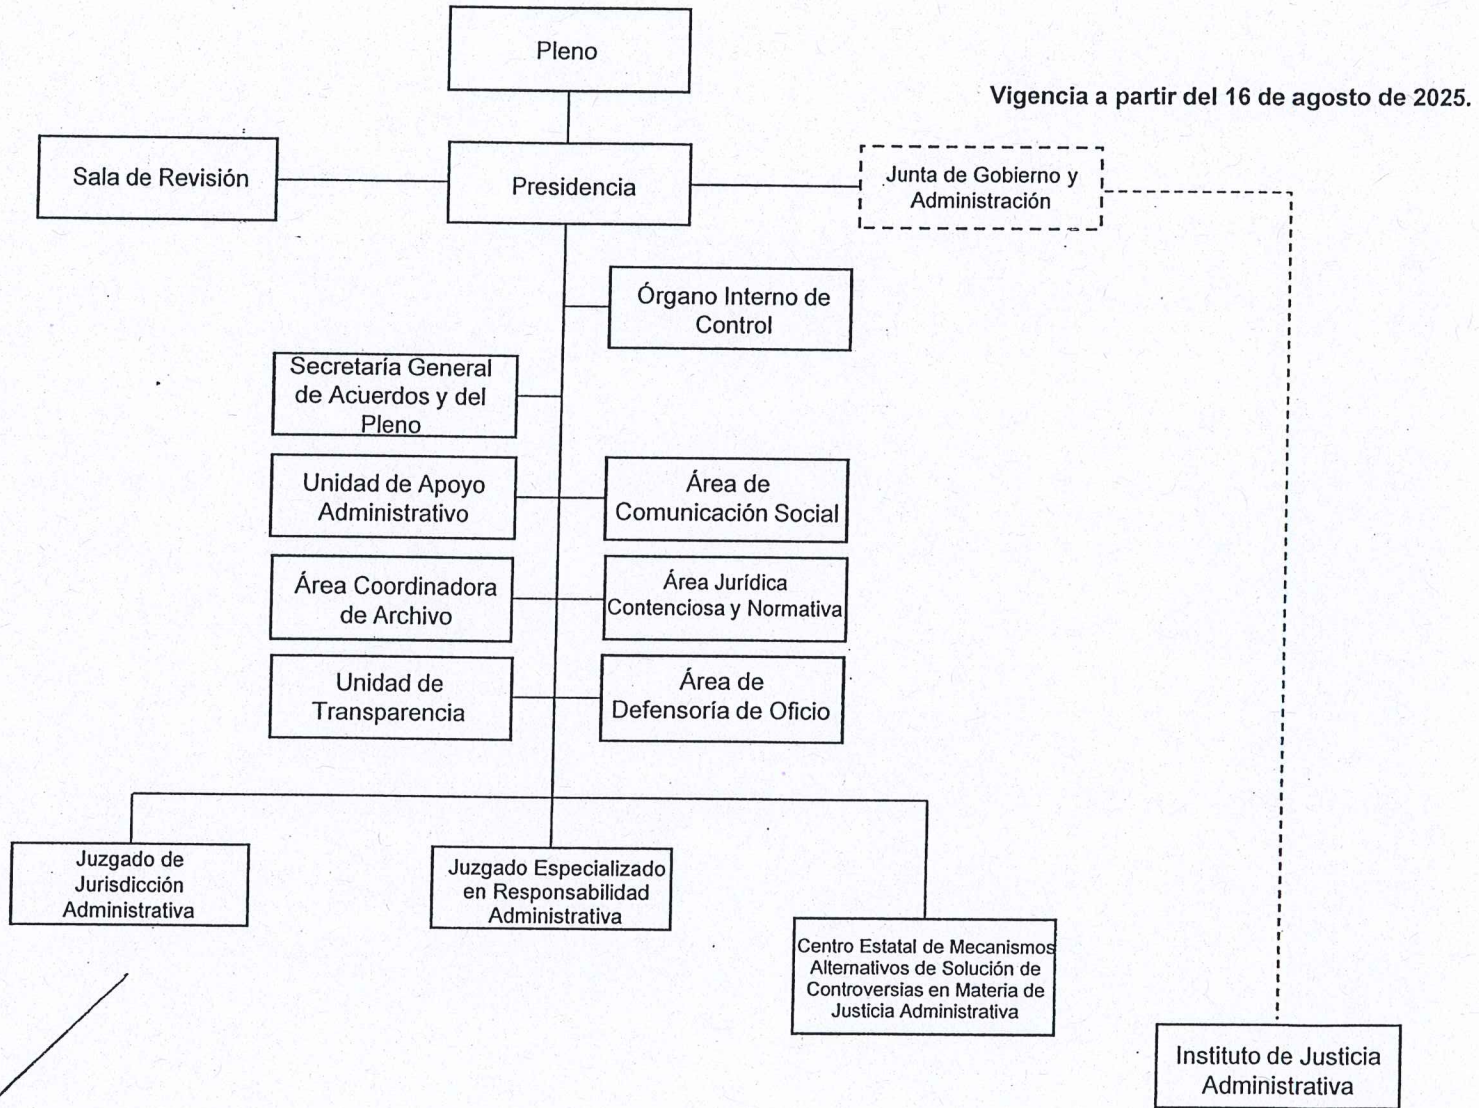 Pleno
Vigencia a partir del 16 de agosto de 2025.
Sala de Revisión
Presidencia
Junta de Gobierno y
Administración
Órgano Interno de
Control
Secretaría General
de Acuerdos y del
Pleno
Unidad de Apoyo
Administrativo
Área de
Comunicación Social
Área Coordinadora
de Archivo
Área Jurídica
Contenciosa y Normativa
Unidad de
Transparencia
Área de
Defensoría de Oficio
Juzgado de
Jurisdicción
Administrativa
Juzgado Especializado
en Responsabilidad
Administrativa
Centro Estatal de Mecanismos
Alternativos de Solución de
Controversias en Materia de
Justicia Administrativa
Instituto de Justicia
Administrativa